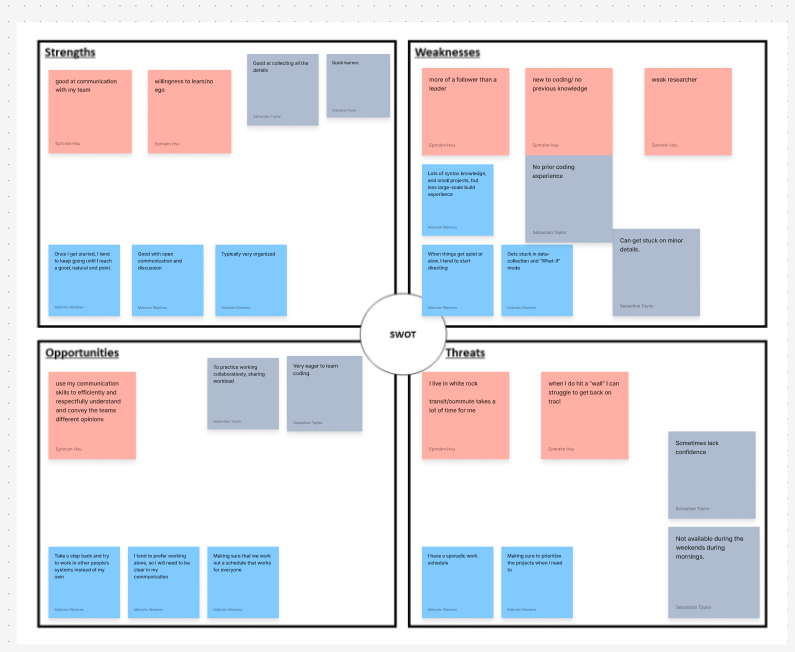 Strengths
good at communication
with my team
Ephraim Hsu
willingness to learn/no
ego
Ephraim Hsu
Good at collecting all the
details
Sebastian Taylor
Quick learner.
Sebastian Taylor
Once I get started, I tend
to keep going until I reach
a good, natural end point.
Malcolm
Good with open
communication and
discussion
Malcolm
Typically very organized
Malcolm
Weaknesses
more of a follower than a
leader
Ephraim Hsu
new to coding/ no
previous knowledge
Ephraim Hsu
weak researcher
Ephraim Hsu
Lots of syntax knowledge,
and small projects, but
less large-scale build
experience.
Malcolm
No prior coding
experience
Sebastian Taylor
When things get quiet or
slow, I tend to start
directing
Malcolm
Gets stuck in data-
collection and "What-if"
mode
Malcolm
Can get stuck on minor
details.
Sebastian Taylor
SWOT
Opportunities
use my communication
skills to efficiently and
respectfully understand
and convey the teams
different opinions
Ephraim Hsu
To practice working
collaboratively, sharing
workload
Sebastian Taylor
Very eager to learn
coding.
Sebastian Taylor
Take a step back and try
to work in other people's
systems instead of my
own
Malcolm
I tend to prefer working
alone, so I will need to be
clear in my
communication
Malcolm
Making sure that we work
out a schedule that works
for everyone
Malcolm
Threats
I live in white rock
transit/commute takes a
lot of time for me
Ephraim Hsu
when I do hit a "wall" I can
struggle to get back on
Ephraim Hsu
Sometimes lack
confidence
Sebastian Taylor
Not available during the
weekends during
mornings.
Sebastian Taylor
I have a sporadic work
schedule
Malcolm
Making sure to prioritize
the projects when I need
to
Malcolm